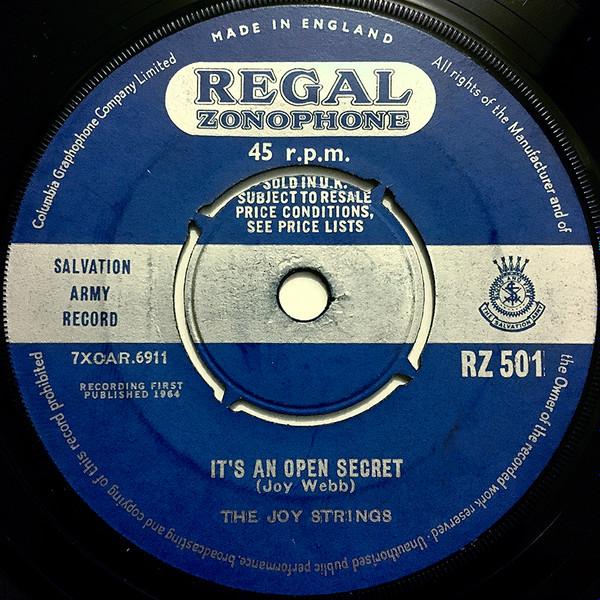 MADE IN ENGLAND
Columbia Graphophone Company Limited
All rights of the Manufacturer and of
the Owner of the recorded work reserved · Unauthorised public performance, broadcasting and copying of this record prohibited
REGAL
ZONOPHONE
45 r.p.m.
SOLD IN U.K.
SUBJECT TO RESALE
PRICE CONDITIONS,
SEE PRICE LISTS
SALVATION
ARMY
RECORD
THE SALVATION ARMY
7XCAR.6911
RZ 501
RECORDING FIRST
PUBLISHED 1964
IT'S AN OPEN SECRET
(Joy Webb)
THE JOY STRINGS